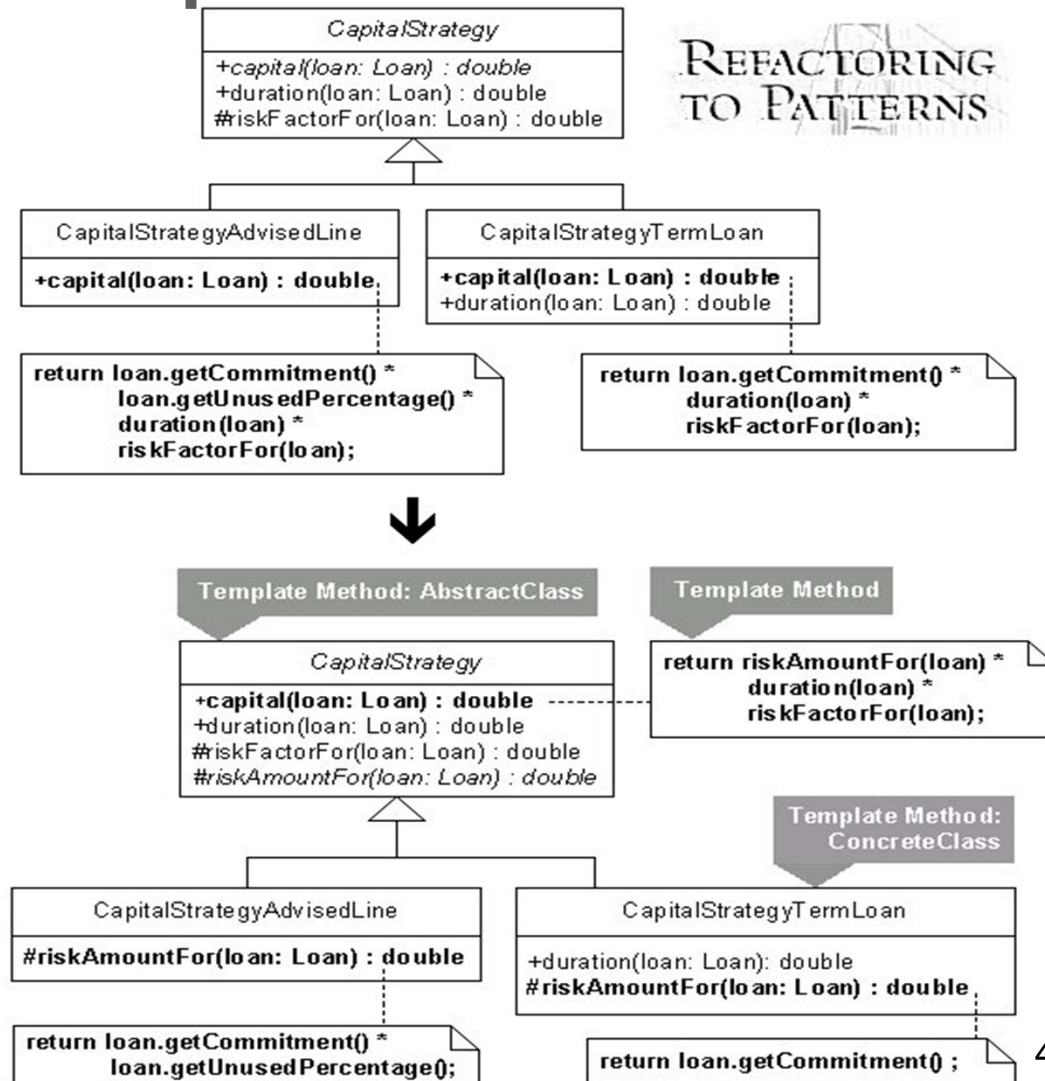 CapitalStrategy
+capital(loan: Loan) : double
+duration(loan: Loan) : double
#riskFactorFor(loan: Loan) : double
REFACTORING
TO PATTERNS
CapitalStrategyAdvisedLine
+capital(loan: Loan) : double
CapitalStrategyTermLoan
+capital(loan: Loan) : double
+duration(loan: Loan) : double
return loan.getCommitment() *
loan.getUnusedPercentage() *
duration(loan) *
riskFactorFor(loan);
return loan.getCommitment() *
duration(loan) *
riskFactorFor(loan);
Template Method: AbstractClass
Template Method
CapitalStrategy
+capital(loan: Loan) : double
+duration(loan: Loan) : double
#riskFactorFor(loan: Loan) : double
#riskAmountFor(loan: Loan) : double
return riskAmountFor(loan) *
duration(loan) *
riskFactorFor(loan);
Template Method:
ConcreteClass
CapitalStrategyAdvisedLine
#riskAmountFor(loan: Loan) : double
CapitalStrategyTermLoan
+duration(loan: Loan): double
#riskAmountFor(loan: Loan) : double
return loan.getCommitment() *
loan.getUnusedPercentage();
return loan.getCommitment() ;
4